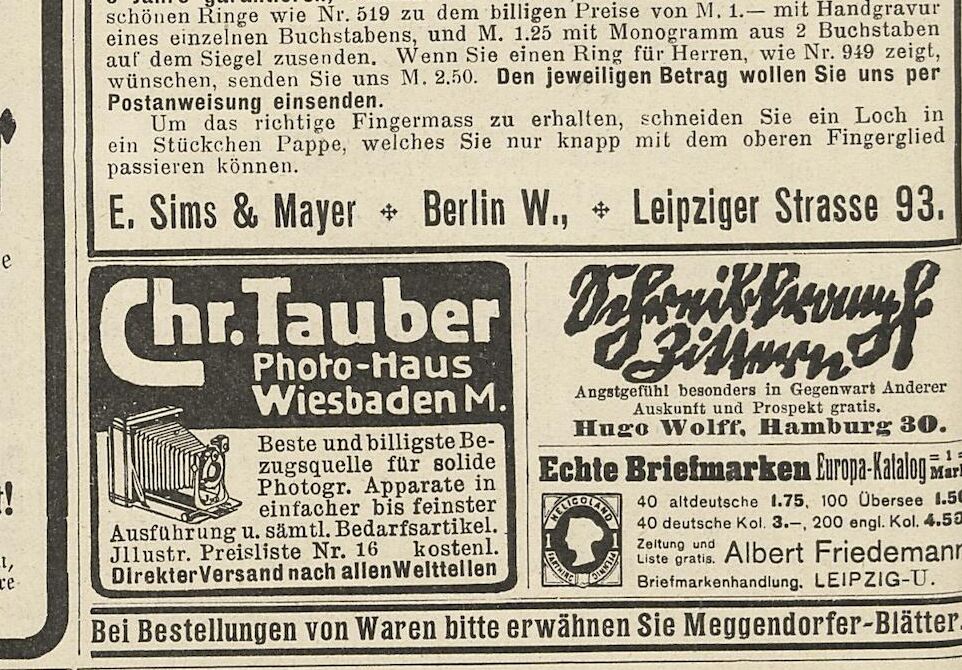 schönen Ringe wie Nr. 519 zu dem billigen Preise von M. 1.— mit Handgravur
eines einzelnen Buchstabens, und M. 1.25 mit Monogramm aus 2 Buchstaben
auf dem Siegel zusenden. Wenn Sie einen Ring für Herren, wie Nr. 949 zeigt,
wünschen, senden Sie uns M. 2.50. Den jeweiligen Betrag wollen Sie uns per
Postanweisung einsenden.
Um das richtige Fingermass zu erhalten, schneiden Sie ein Loch in
ein Stückchen Pappe, welches Sie nur knapp mit dem oberen Fingerglied
passieren können.
E. Sims & Mayer ✣ Berlin W., ✣ Leipziger Strasse 93.
Chr. Tauber
Photo-Haus
Wiesbaden M.
Beste und billigste Be-
zugsquelle für solide
Photogr. Apparate in
einfacher bis feinster
Ausführung u. sämtl. Bedarfsartikel.
Jllustr. Preisliste Nr. 16 kostenl.
Direkter Versand nach allen Weltteilen
Schreibkrampf
Zittern
Angstgefühl besonders in Gegenwart Anderer
Auskunft und Prospekt gratis.
Hugo Wolff, Hamburg 30.
Echte Briefmarken Europa-Katalog = 1 =
HELIGOLAND
40 altdeutsche 1.75, 100 Übersee 1.50
40 deutsche Kol. 3.–, 200 engl. Kol. 4.50
Zeitung und
Liste gratis. Albert Friedemann
Briefmarkenhandlung, LEIPZIG-U.
Bei Bestellungen von Waren bitte erwähnen Sie Meggendorfer-Blätter.